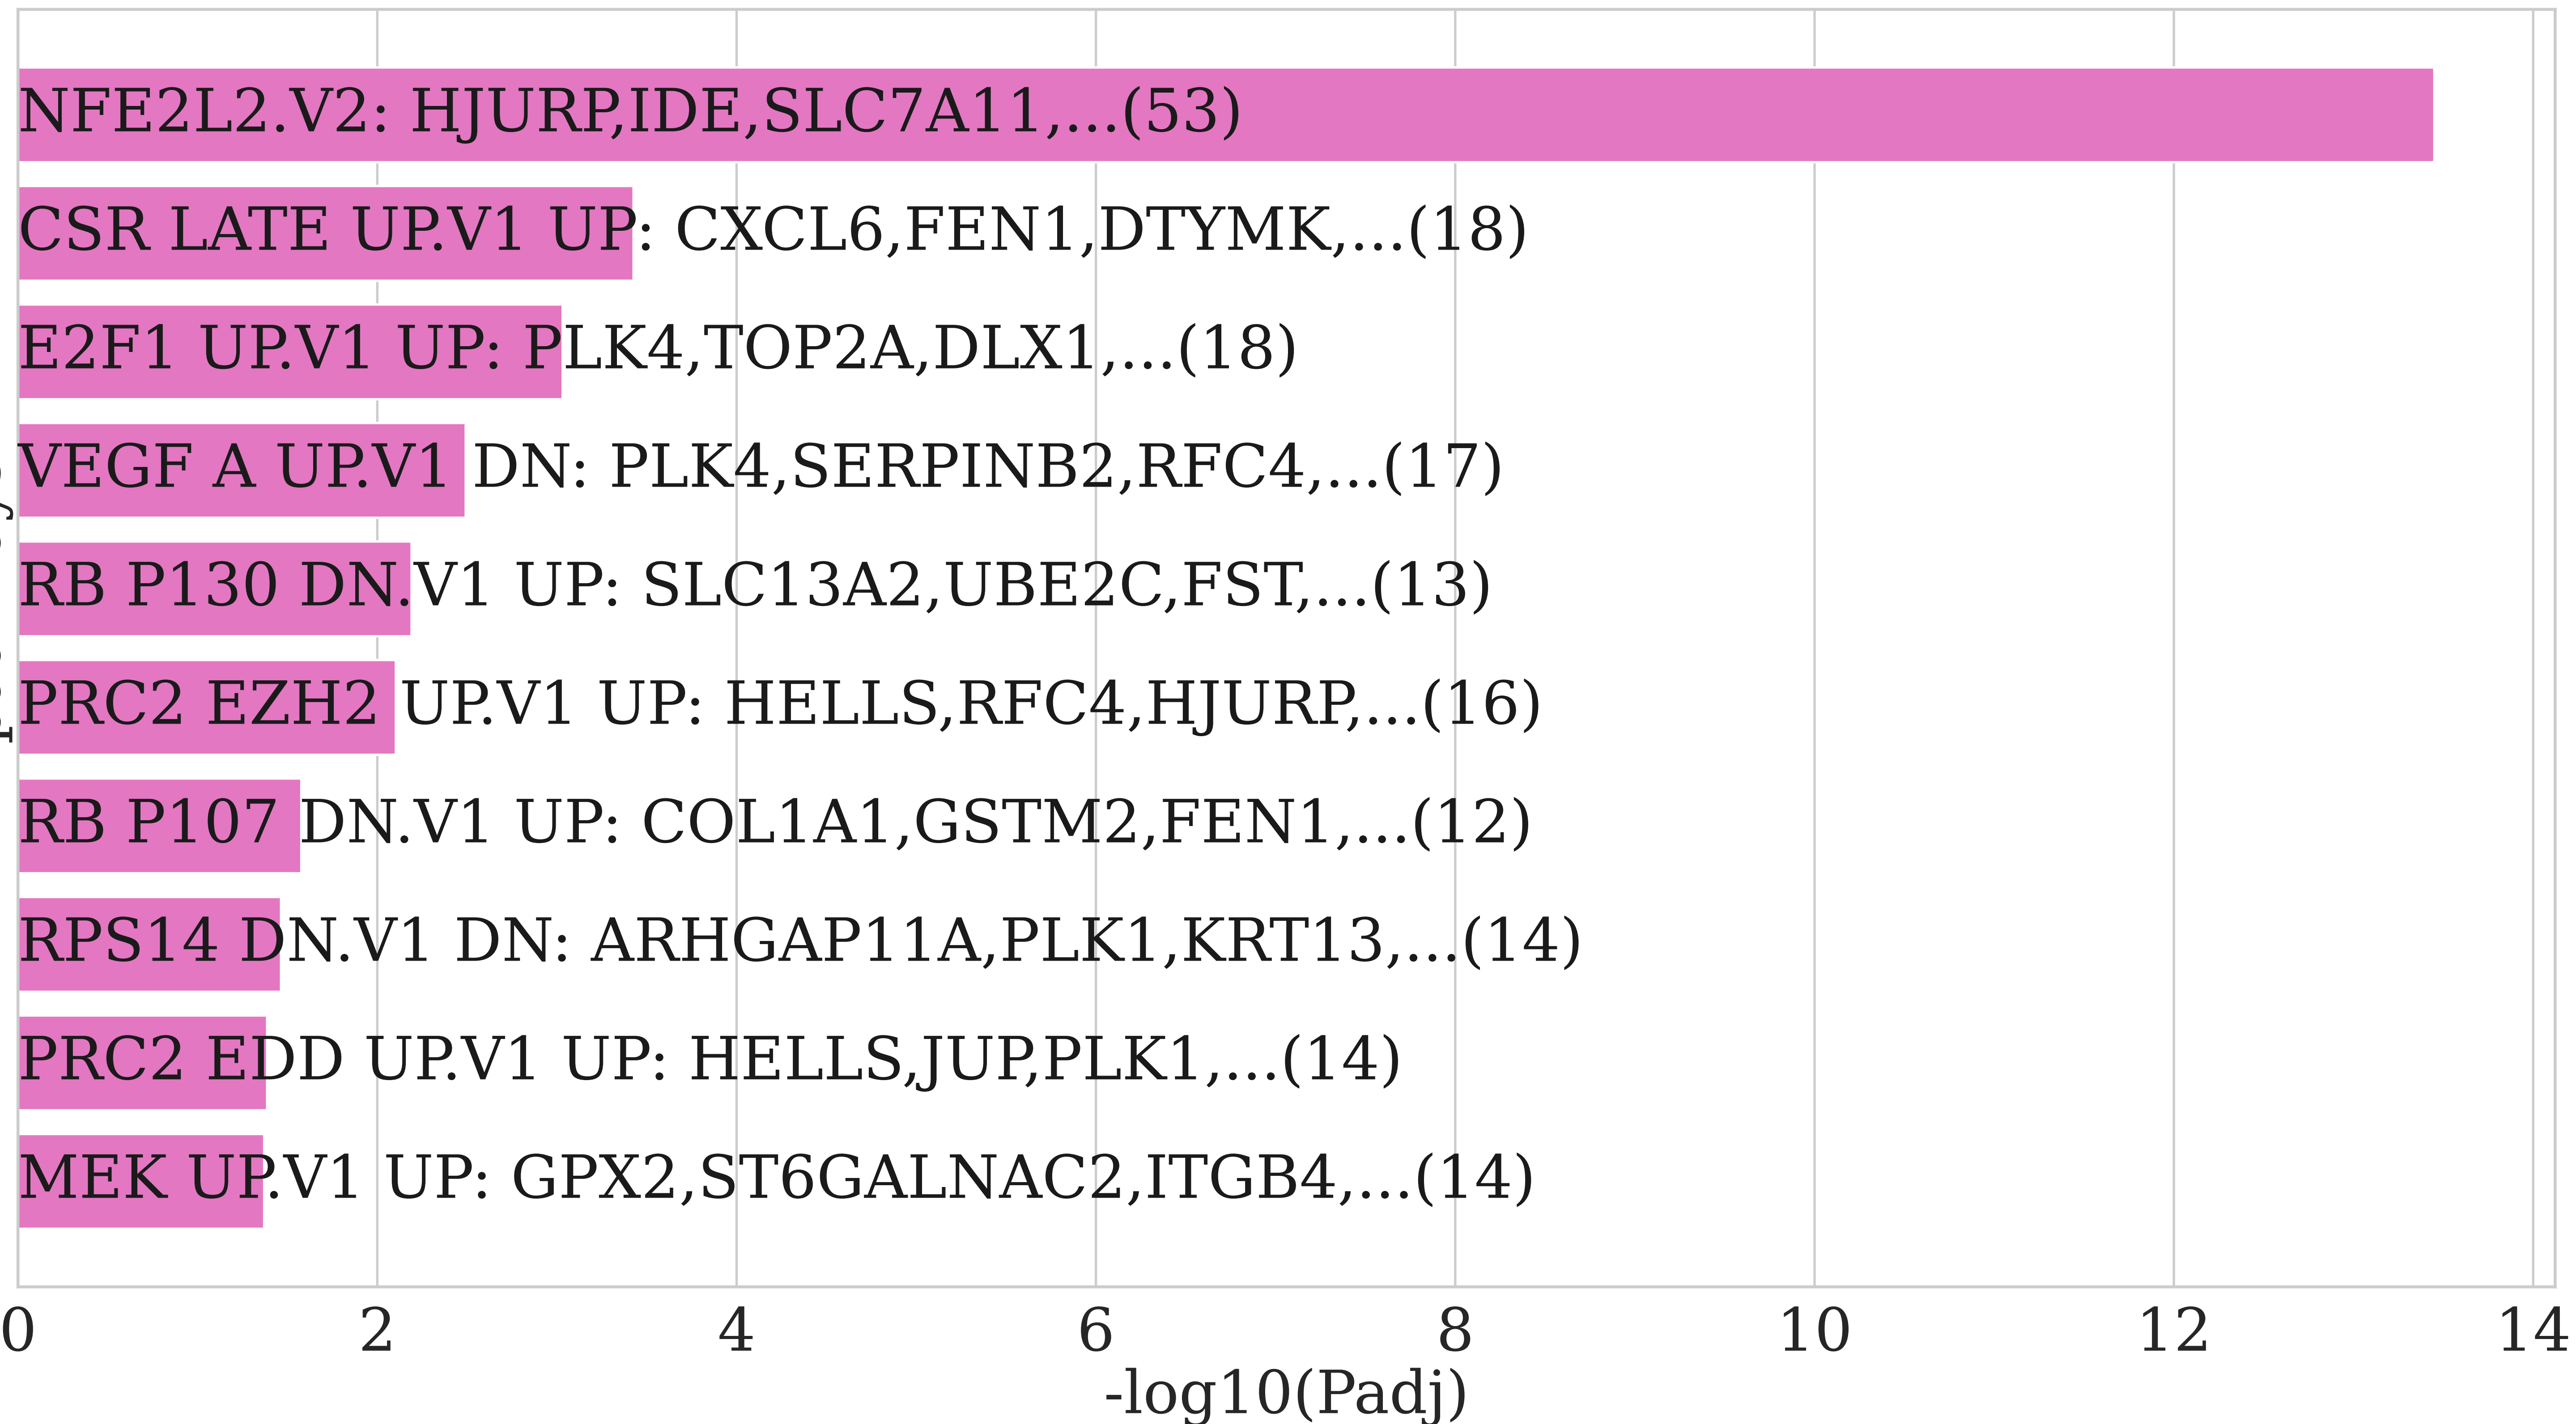 NFE2L2.V2: HJURP,IDE,SLC7A11,...(53)
CSR LATE UP.V1 UP: CXCL6,FEN1,DTYMK,...(18)
E2F1 UP.V1 UP: PLK4,TOP2A,DLX1,...(18)
VEGF A UP.V1 DN: PLK4,SERPINB2,RFC4,...(17)
RB P130 DN.V1 UP: SLC13A2,UBE2C,FST,...(13)
PRC2 EZH2 UP.V1 UP: HELLS,RFC4,HJURP,...(16)
RB P107 DN.V1 UP: COL1A1,GSTM2,FEN1,...(12)
RPS14 DN.V1 DN: ARHGAP11A,PLK1,KRT13,...(14)
PRC2 EDD UP.V1 UP: HELLS,JUP,PLK1,...(14)
MEK UP.V1 UP: GPX2,ST6GALNAC2,ITGB4,...(14)
0 2 4 6 8 10 12 14
-log10(Padj)